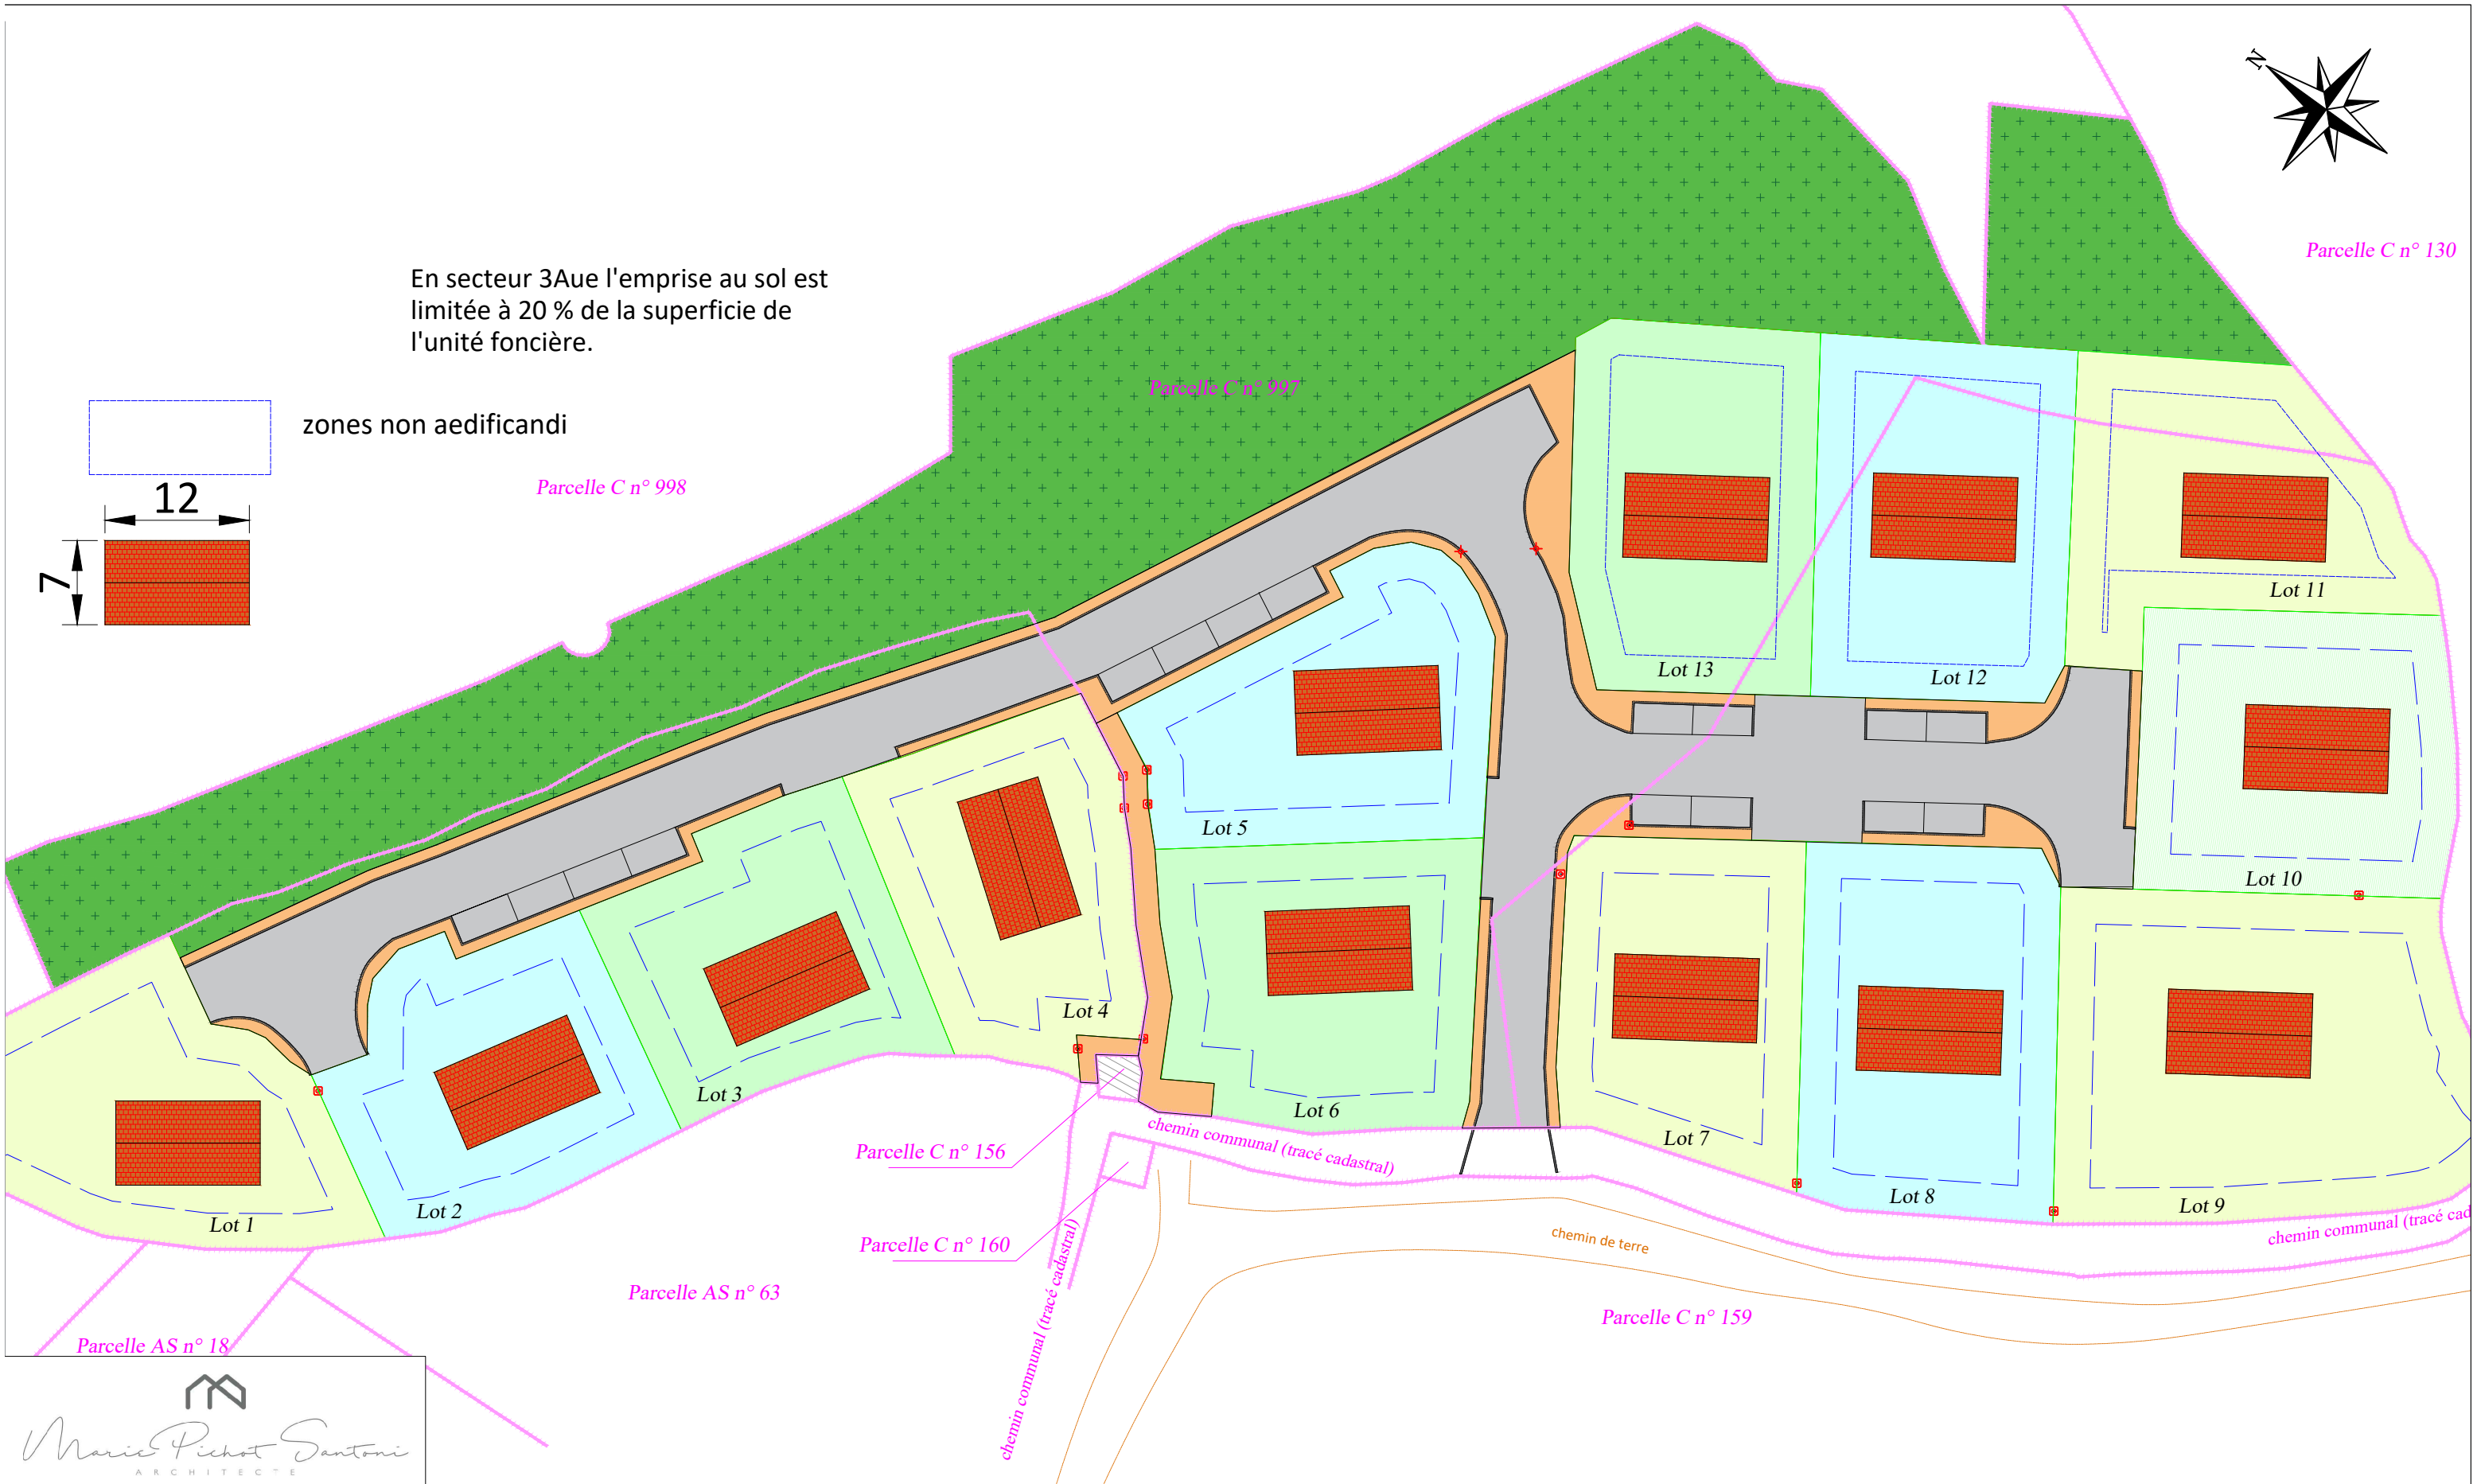 N
Parcelle C n° 130
En secteur 3Aue l'emprise au sol est
limitée à 20 % de la superficie de
l'unité foncière.
Parcelle C n° 997
zones non aedificandi
Parcelle C n° 998
12
7
Lot 11
Lot 13
Lot 12
Lot 5
Lot 10
Lot 4
Lot 3
Lot 6
Lot 7
Lot 8
Lot 9
Lot 2
Lot 1
Parcelle C n° 156
chemin communal (tracé cadastral)
Parcelle C n° 160
chemin communal (tracé cadastral)
chemin de terre
chemin communal (tracé cad
Parcelle AS n° 63
Parcelle C n° 159
Parcelle AS n° 18
Marie Pichot Santoni
ARCHITECTE